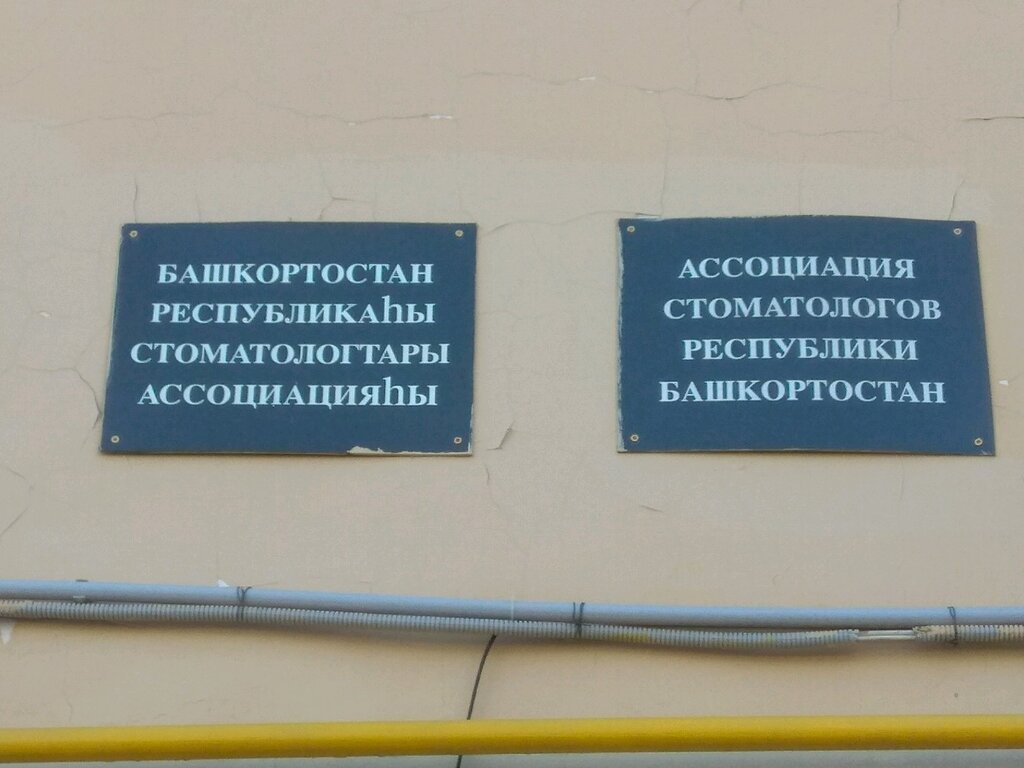 БАШКОРТОСТАН
РЕСПУБЛИКАҺЫ
СТОМАТОЛОГТАРЫ
АССОЦИАЦИЯҺЫ
АССОЦИАЦИЯ
СТОМАТОЛОГОВ
РЕСПУБЛИКИ
БАШКОРТОСТАН